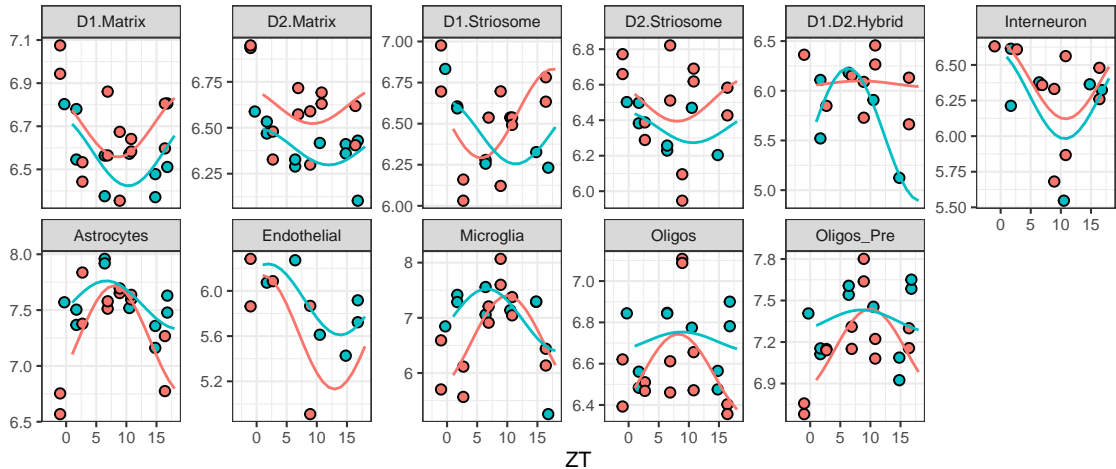 D1.Matrix
D2.Matrix
D1.Striosome
D2.Striosome
D1.D2.Hybrid
Interneuron
7.1
6.9
6.7
6.5
6.75
6.50
6.25
7.00
6.75
6.50
6.25
6.00
6.8
6.6
6.4
6.2
6.0
6.5
6.0
5.5
5.0
6.50
6.00
5.50
0 5 10 15
Astrocytes
Endothelial
Microglia
Oligos
Oligos_Pre
8.0
7.5
7.0
6.5
6.0
5.6
5.2
8
7
6
7.0
6.8
6.6
6.4
7.8
7.5
7.2
6.9
0 5 10 15
0 5 10 15
0 5 10 15
0 5 10 15
0 5 10 15
ZT